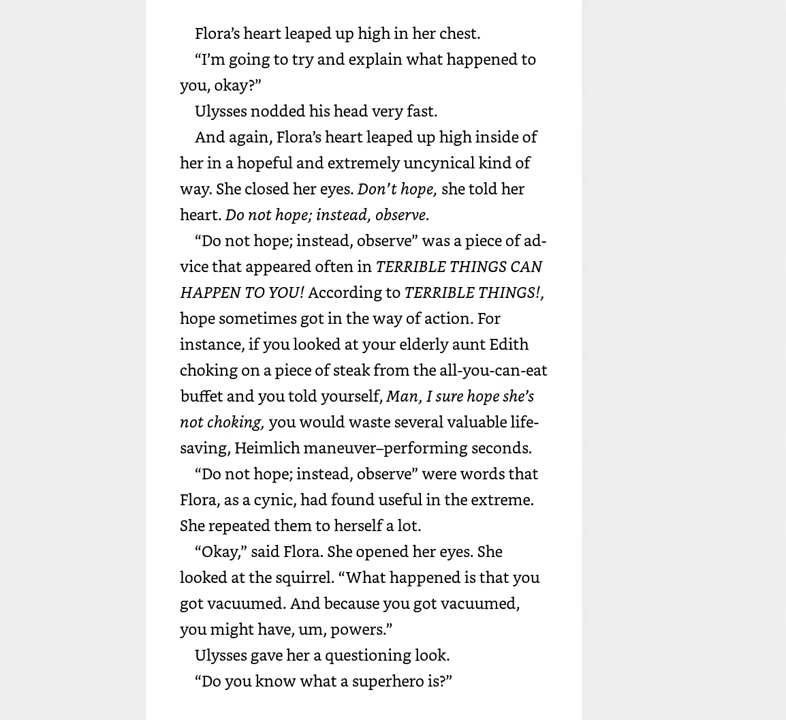 Flora’s heart leaped up high in her chest.
“I’m going to try and explain what happened to
you, okay?”
Ulysses nodded his head very fast.
And again, Flora’s heart leaped up high inside of
her in a hopeful and extremely uncynical kind of
way. She closed her eyes. Don’t hope, she told her
heart. Do not hope; instead, observe.
“Do not hope; instead, observe” was a piece of ad-
vice that appeared often in TERRIBLE THINGS CAN
HAPPEN TO YOU! According to TERRIBLE THINGS!,
hope sometimes got in the way of action. For
instance, if you looked at your elderly aunt Edith
choking on a piece of steak from the all-you-can-eat
buffet and you told yourself, Man, I sure hope she’s
not choking, you would waste several valuable life-
saving, Heimlich maneuver–performing seconds.
“Do not hope; instead, observe” were words that
Flora, as a cynic, had found useful in the extreme.
She repeated them to herself a lot.
“Okay,” said Flora. She opened her eyes. She
looked at the squirrel. “What happened is that you
got vacuumed. And because you got vacuumed,
you might have, um, powers.”
Ulysses gave her a questioning look.
“Do you know what a superhero is?”